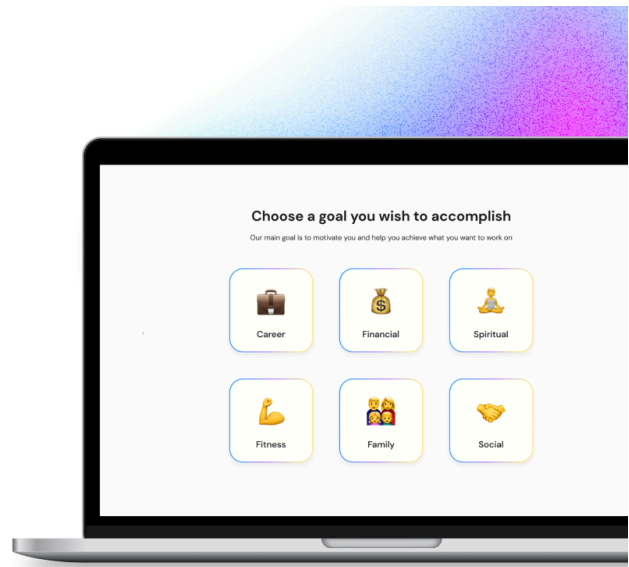 Choose a goal you wish to accomplish
Our main goal is to motivate you and help you achieve what you want to work on
Career
Financial
Spiritual
Fitness
Family
Social